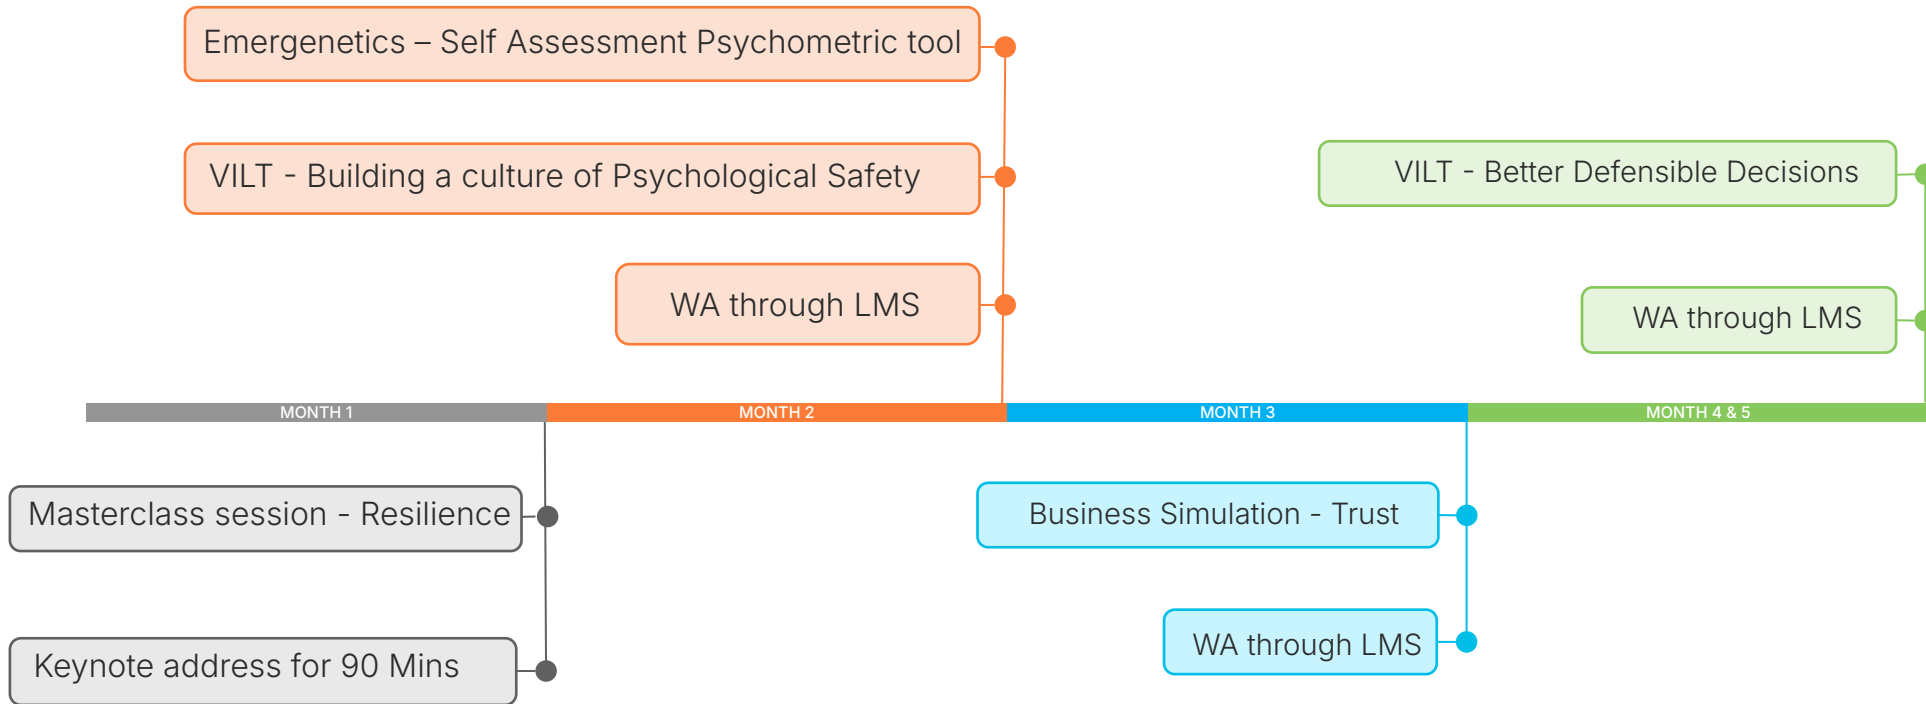 Emergenetics – Self Assessment Psychometric tool
VILT - Building a culture of Psychological Safety
VILT - Better Defensible Decisions
WA through LMS
WA through LMS
MONTH 1
MONTH 2
MONTH 3
MONTH 4 & 5
Masterclass session - Resilience
Business Simulation - Trust
WA through LMS
Keynote address for 90 Mins